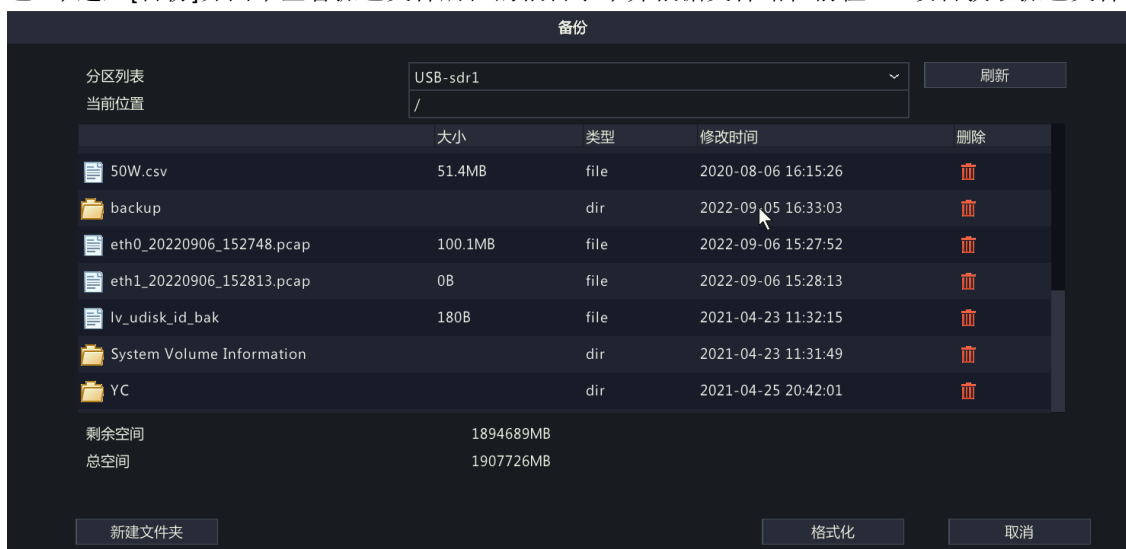 备份
分区列表 USB-sdr1 刷新
当前位置 /
大小 类型 修改时间 删除
50W.csv 51.4MB file 2020-08-06 16:15:26
backup dir 2022-09-05 16:33:03
eth0_20220906_152748.pcap 100.1MB file 2022-09-06 15:27:52
eth1_20220906_152813.pcap 0B file 2022-09-06 15:28:13
lv_udisk_id_bak 180B file 2021-04-23 11:32:15
System Volume Information dir 2021-04-23 11:31:49
YC dir 2021-04-25 20:42:01
剩余空间 1894689MB
总空间 1907726MB
新建文件夹 格式化 取消